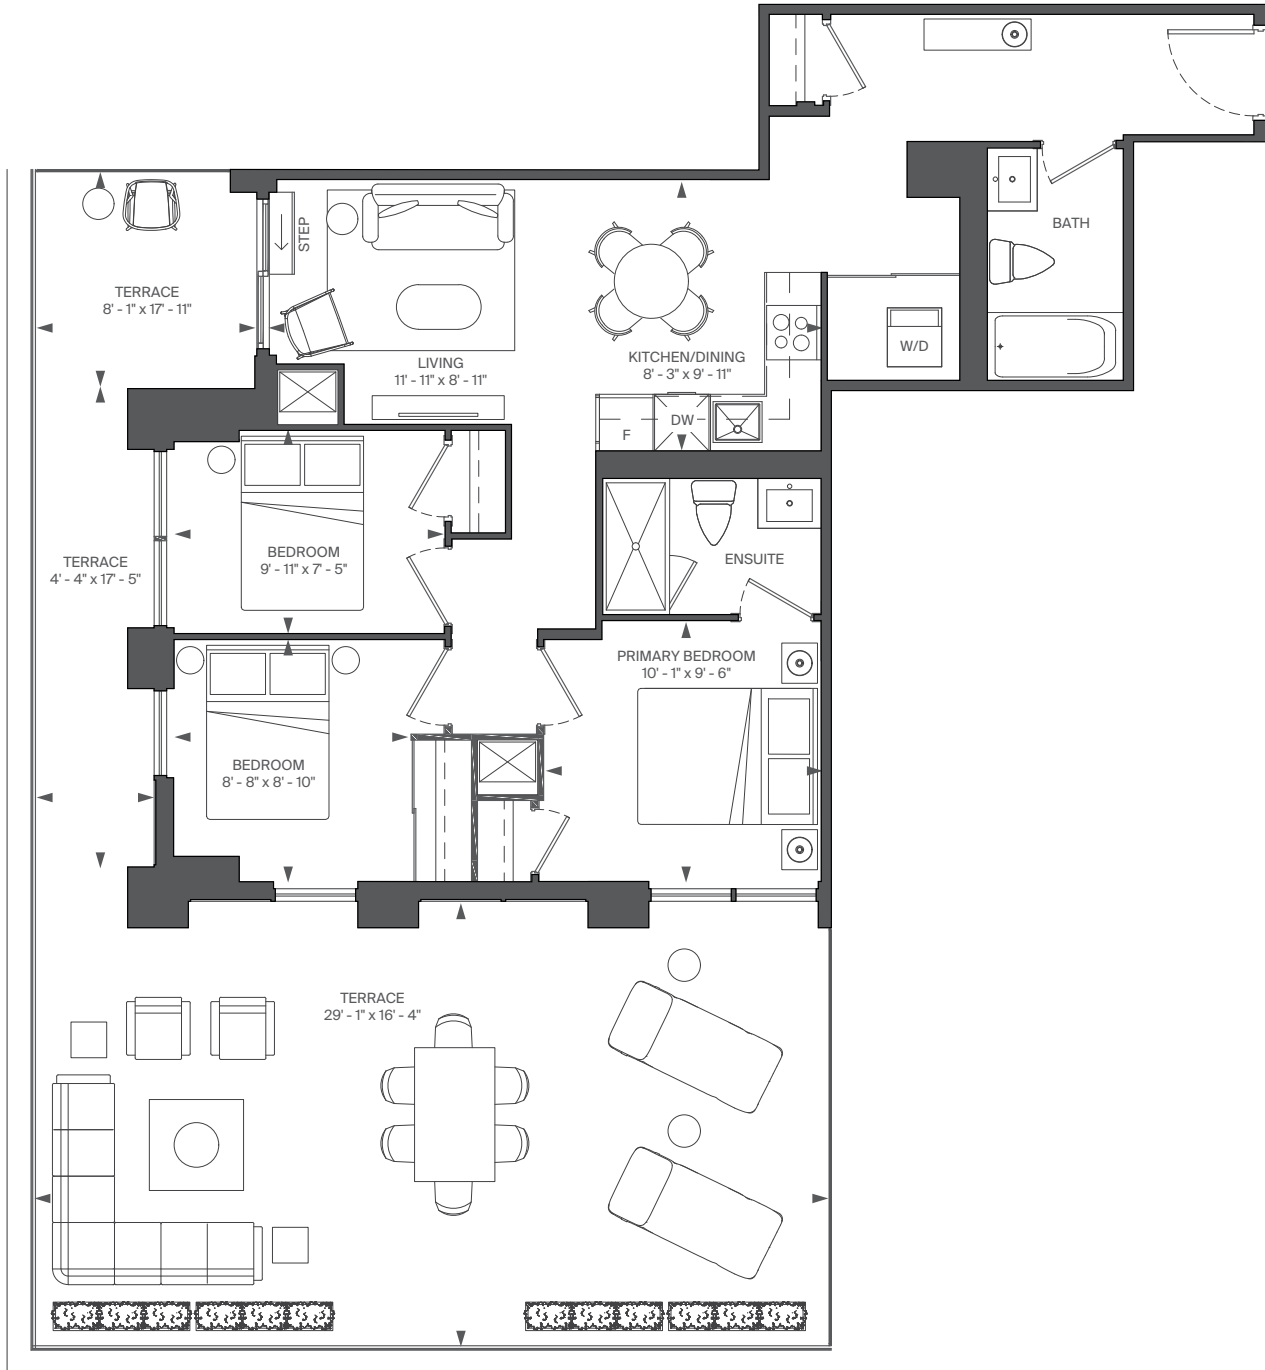 BATH
STEP
TERRACE
8' - 1" x 17' - 11"
W/D
LIVING
11' - 11" x 8' - 11"
KITCHEN/DINING
8' - 3" x 9' - 11"
DW
F
BEDROOM
9' - 11" x 7' - 5"
ENSUITE
TERRACE
4' - 4" x 17' - 5"
PRIMARY BEDROOM
10' - 1" x 9' - 6"
BEDROOM
8' - 8" x 8' - 10"
TERRACE
29' - 1" x 16' - 4"